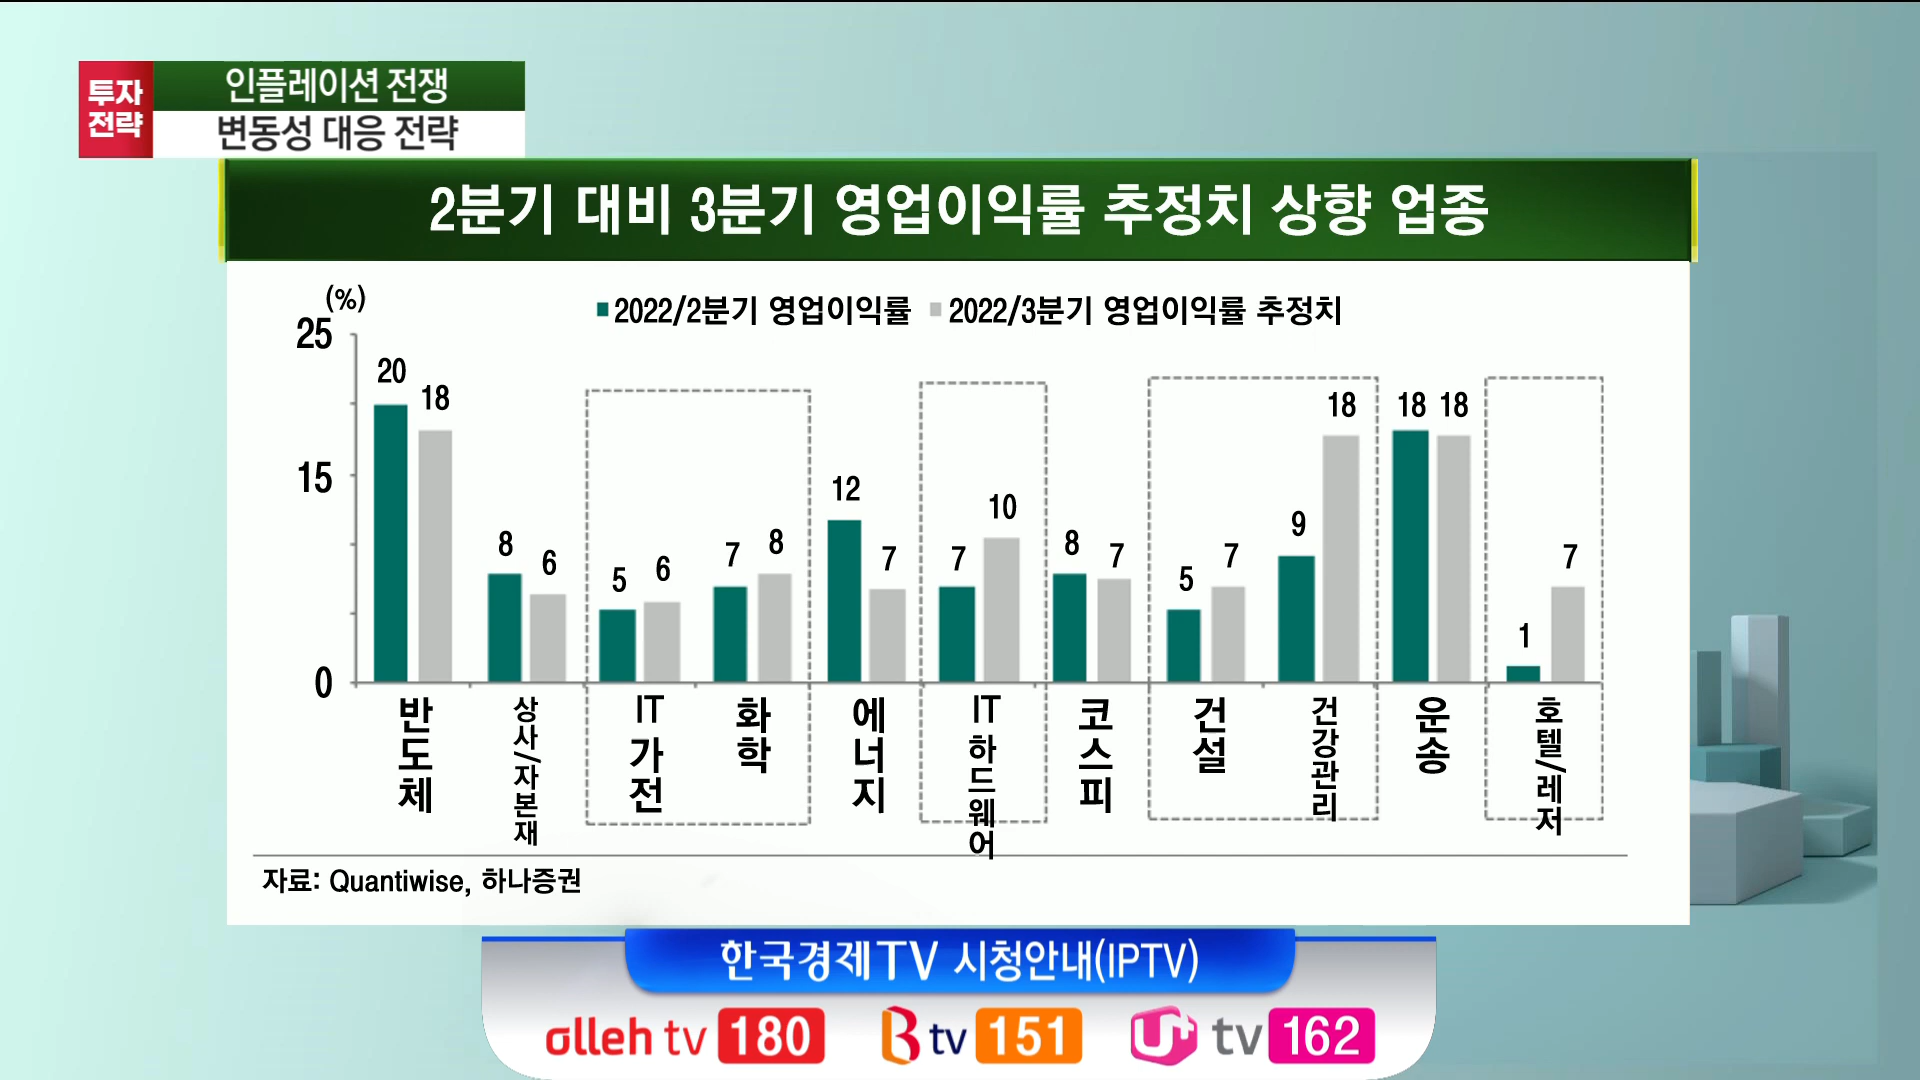 투자
전략
인플레이션 전쟁
변동성 대응 전략
2분기 대비 3분기 영업이익률 추정치 상향 업종
(%)
2022/2분기 영업이익률 2022/3분기 영업이익률 추정치
25
15
0
20 18
8 6
5 6
7 8
12 7
7 10
8 7
5 7
9 18
18 18
1 7
반도체
상사/자본재
IT가전
화학
에너지
IT하드웨어
코스피
건설
건강관리
운송
호텔/레저
자료: Quantiwise, 하나증권
한국경제TV 시청안내(IPTV)
olleh tv 180 B tv 151 U+ tv 162